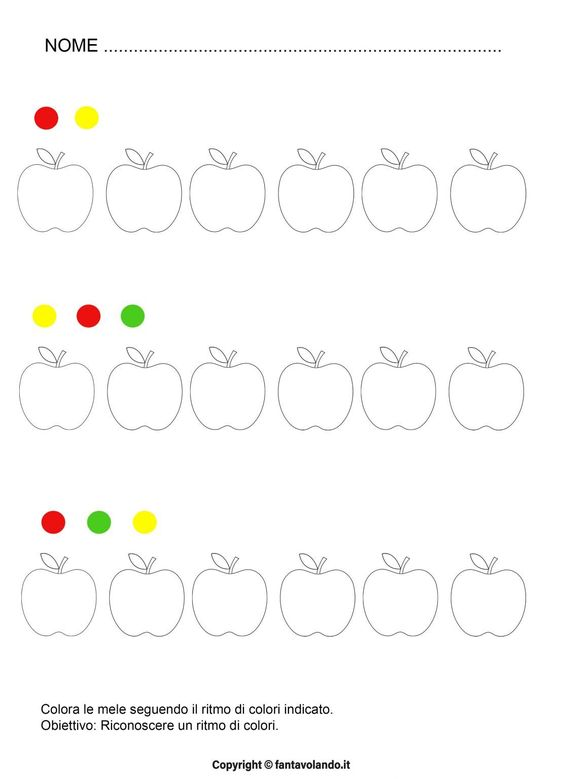 NOME ................................................................................
Colora le mele seguendo il ritmo di colori indicato.
Obiettivo: Riconoscere un ritmo di colori.
Copyright © fantavolando.it